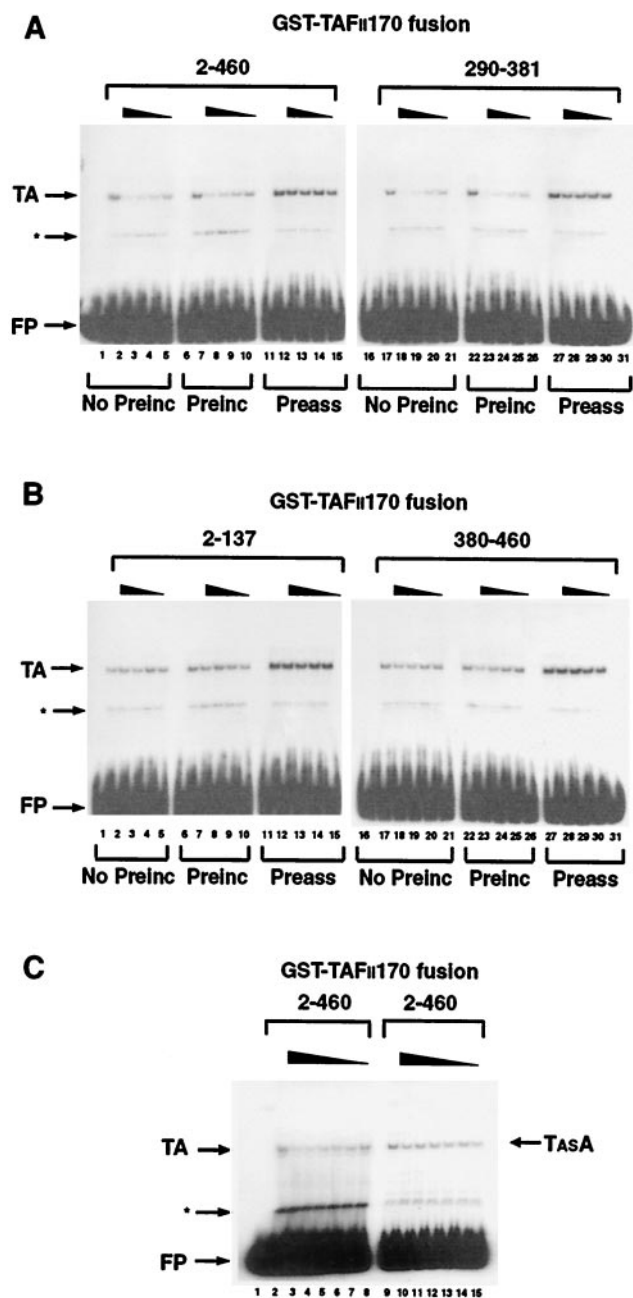 A
GST-TAFII170 fusion
2-460 290-381
TA
*
FP
1 2 3 4 5 6 7 8 9 10 11 12 13 14 15 16 17 18 19 20 21 22 23 24 25 26 27 28 29 30 31
No Preinc Preinc Preass No Preinc Preinc Preass
B
GST-TAFII170 fusion
2-137 380-460
TA
*
FP
1 2 3 4 5 6 7 8 9 10 11 12 13 14 15 16 17 18 19 20 21 22 23 24 25 26 27 28 29 30 31
No Preinc Preinc Preass No Preinc Preinc Preass
C
GST-TAFII170 fusion
2-460 2-460
TA TASA
*
FP
1 2 3 4 5 6 7 8 9 10 11 12 13 14 15